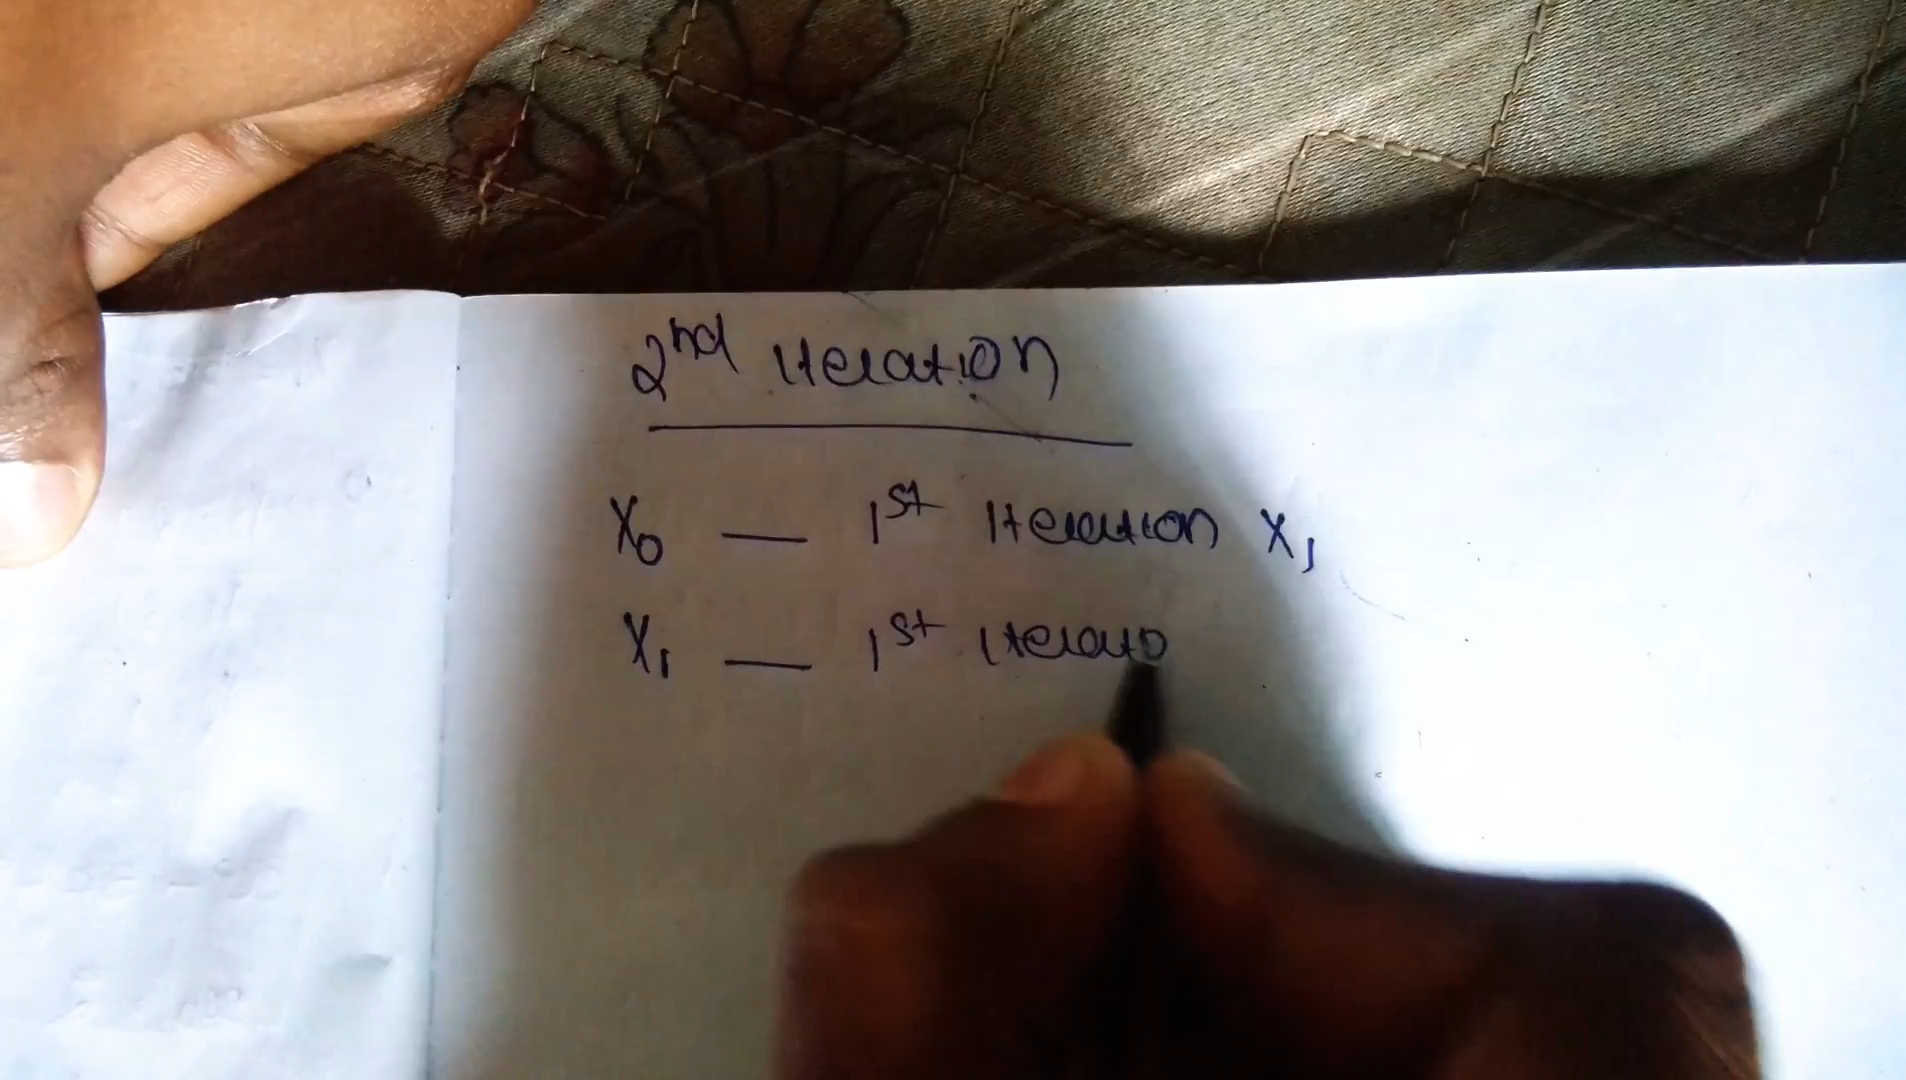 2nd iteration
X0 — 1st Iteration X1
X1 — 1st Iteratio